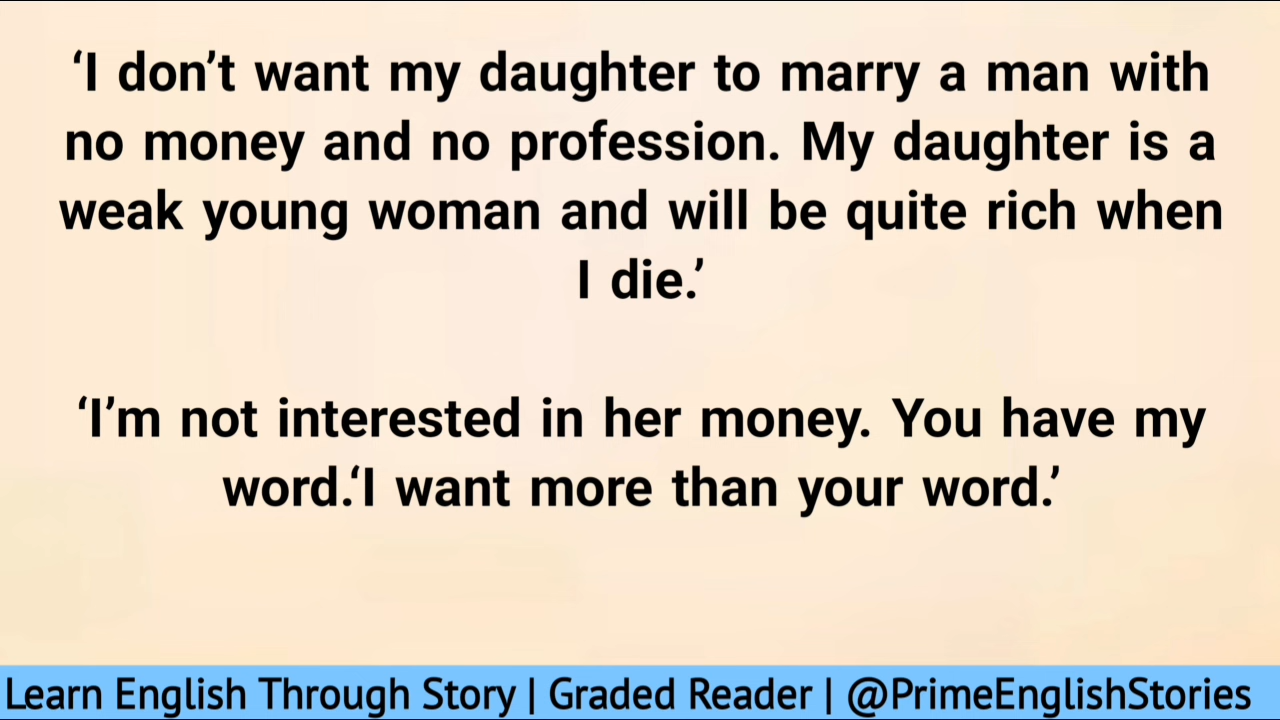 ‘I don’t want my daughter to marry a man with
no money and no profession. My daughter is a
weak young woman and will be quite rich when
I die.’
‘I’m not interested in her money. You have my
word.‘I want more than your word.’
Learn English Through Story | Graded Reader | @PrimeEnglishStories